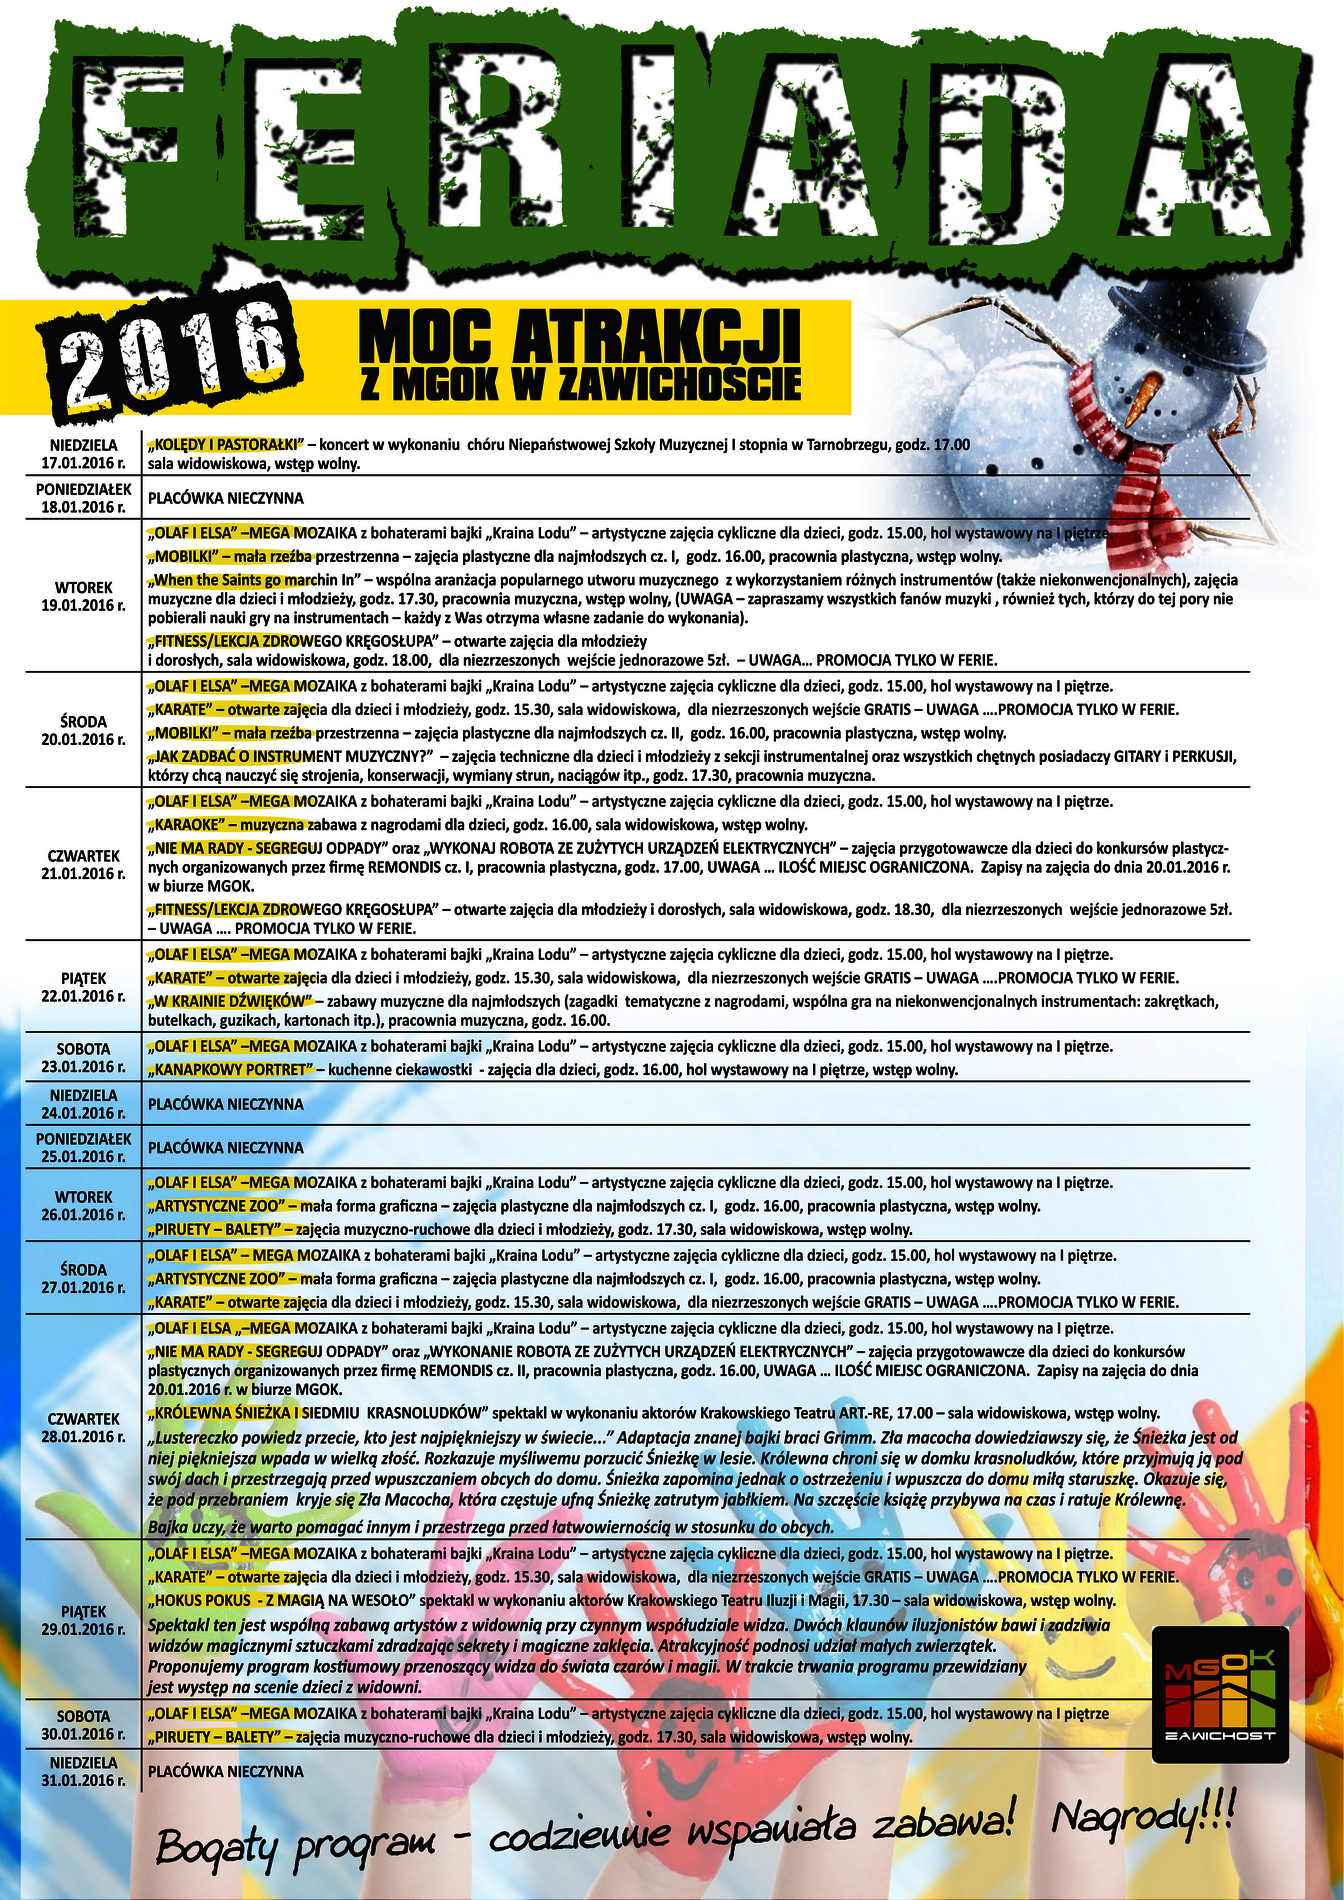 FERIADA
2016
MOC ATRAKCJI
Z MGOK W ZAWICHOŚCIE
NIEDZIELA
17.01.2016 r.
„KOLĘDY I PASTORAŁKI” – koncert w wykonaniu chóru Niepaństwowej Szkoły Muzycznej I stopnia w Tarnobrzegu, godz. 17.00
sala widowiskowa, wstęp wolny.
PONIEDZIAŁEK
18.01.2016 r.
PLACÓWKA NIECZYNNA
WTOREK
19.01.2016 r.
„OLAF I ELSA” –MEGA MOZAIKA z bohaterami bajki „Kraina Lodu” – artystyczne zajęcia cykliczne dla dzieci, godz. 15.00, hol wystawowy na I piętrze.
„MOBILKI” – mała rzeźba przestrzenna – zajęcia plastyczne dla najmłodszych cz. I, godz. 16.00, pracownia plastyczna, wstęp wolny.
„When the Saints go marchin In” – wspólna aranżacja popularnego utworu muzycznego z wykorzystaniem różnych instrumentów (także niekonwencjonalnych), zajęcia
muzyczne dla dzieci i młodzieży, godz. 17.30, pracownia muzyczna, wstęp wolny, (UWAGA – zapraszamy wszystkich fanów muzyki , również tych, którzy do tej pory nie
pobierali nauki gry na instrumentach – każdy z Was otrzyma własne zadanie do wykonania).
„FITNESS/LEKCJA ZDROWEGO KRĘGOSŁUPA” – otwarte zajęcia dla młodzieży
i dorosłych, sala widowiskowa, godz. 18.00, dla niezrzeszonych wejście jednorazowe 5zł. – UWAGA... PROMOCJA TYLKO W FERIE.
ŚRODA
20.01.2016 r.
„OLAF I ELSA” –MEGA MOZAIKA z bohaterami bajki „Kraina Lodu” – artystyczne zajęcia cykliczne dla dzieci, godz. 15.00, hol wystawowy na I piętrze.
„KARATE” – otwarte zajęcia dla dzieci i młodzieży, godz. 15.30, sala widowiskowa, dla niezrzeszonych wejście GRATIS – UWAGA ....PROMOCJA TYLKO W FERIE.
„MOBILKI” – mała rzeźba przestrzenna – zajęcia plastyczne dla najmłodszych cz. II, godz. 16.00, pracownia plastyczna, wstęp wolny.
„JAK ZADBAĆ O INSTRUMENT MUZYCZNY?” – zajęcia techniczne dla dzieci i młodzieży z sekcji instrumentalnej oraz wszystkich chętnych posiadaczy GITARY i PERKUSJI,
którzy chcą nauczyć się strojenia, konserwacji, wymiany strun, naciągów itp., godz. 17.30, pracownia muzyczna.
CZWARTEK
21.01.2016 r.
„OLAF I ELSA” –MEGA MOZAIKA z bohaterami bajki „Kraina Lodu” – artystyczne zajęcia cykliczne dla dzieci, godz. 15.00, hol wystawowy na I piętrze.
„KARAOKE” – muzyczna zabawa z nagrodami dla dzieci, godz. 16.00, sala widowiskowa, wstęp wolny.
„NIE MA RADY - SEGREGUJ ODPADY” oraz „WYKONAJ ROBOTA ZE ZUŻYTYCH URZĄDZEŃ ELEKTRYCZNYCH” – zajęcia przygotowawcze dla dzieci do konkursów plastycz-
nych organizowanych przez firmę REMONDIS cz. I, pracownia plastyczna, godz. 17.00, UWAGA ... ILOŚĆ MIEJSC OGRANICZONA. Zapisy na zajęcia do dnia 20.01.2016 r.
w biurze MGOK.
„FITNESS/LEKCJA ZDROWEGO KRĘGOSŁUPA” – otwarte zajęcia dla młodzieży i dorosłych, sala widowiskowa, godz. 18.30, dla niezrzeszonych wejście jednorazowe 5zł.
– UWAGA .... PROMOCJA TYLKO W FERIE.
PIĄTEK
22.01.2016 r.
„OLAF I ELSA” –MEGA MOZAIKA z bohaterami bajki „Kraina Lodu” – artystyczne zajęcia cykliczne dla dzieci, godz. 15.00, hol wystawowy na I piętrze.
„KARATE” – otwarte zajęcia dla dzieci i młodzieży, godz. 15.30, sala widowiskowa, dla niezrzeszonych wejście GRATIS – UWAGA ....PROMOCJA TYLKO W FERIE.
„W KRAINIE DŹWIĘKÓW” – zabawy muzyczne dla najmłodszych (zagadki tematyczne z nagrodami, wspólna gra na niekonwencjonalnych instrumentach: zakrętkach,
butelkach, guzikach, kartonach itp.), pracownia muzyczna, godz. 16.00.
SOBOTA
23.01.2016 r.
„OLAF I ELSA” –MEGA MOZAIKA z bohaterami bajki „Kraina Lodu” – artystyczne zajęcia cykliczne dla dzieci, godz. 15.00, hol wystawowy na I piętrze.
„KANAPKOWY PORTRET” – kuchenne ciekawostki - zajęcia dla dzieci, godz. 16.00, hol wystawowy na I piętrze, wstęp wolny.
NIEDZIELA
24.01.2016 r.
PLACÓWKA NIECZYNNA
PONIEDZIAŁEK
25.01.2016 r.
PLACÓWKA NIECZYNNA
WTOREK
26.01.2016 r.
„OLAF I ELSA” –MEGA MOZAIKA z bohaterami bajki „Kraina Lodu” – artystyczne zajęcia cykliczne dla dzieci, godz. 15.00, hol wystawowy na I piętrze.
„ARTYSTYCZNE ZOO” – mała forma graficzna – zajęcia plastyczne dla najmłodszych cz. I, godz. 16.00, pracownia plastyczna, wstęp wolny.
„PIRUETY – BALETY” – zajęcia muzyczno-ruchowe dla dzieci i młodzieży, godz. 17.30, sala widowiskowa, wstęp wolny.
ŚRODA
27.01.2016 r.
„OLAF I ELSA” – MEGA MOZAIKA z bohaterami bajki „Kraina Lodu” – artystyczne zajęcia cykliczne dla dzieci, godz. 15.00, hol wystawowy na I piętrze.
„ARTYSTYCZNE ZOO” – mała forma graficzna – zajęcia plastyczne dla najmłodszych cz. I, godz. 16.00, pracownia plastyczna, wstęp wolny.
„KARATE” – otwarte zajęcia dla dzieci i młodzieży, godz. 15.30, sala widowiskowa, dla niezrzeszonych wejście GRATIS – UWAGA ....PROMOCJA TYLKO W FERIE.
CZWARTEK
28.01.2016 r.
„OLAF I ELSA „–MEGA MOZAIKA z bohaterami bajki „Kraina Lodu” – artystyczne zajęcia cykliczne dla dzieci, godz. 15.00, hol wystawowy na I piętrze.
„NIE MA RADY - SEGREGUJ ODPADY” oraz „WYKONANIE ROBOTA ZE ZUŻYTYCH URZĄDZEŃ ELEKTRYCZNYCH” – zajęcia przygotowawcze dla dzieci do konkursów
plastycznych organizowanych przez firmę REMONDIS cz. II, pracownia plastyczna, godz. 16.00, UWAGA ... ILOŚĆ MIEJSC OGRANICZONA. Zapisy na zajęcia do dnia
20.01.2016 r. w biurze MGOK.
„KRÓLEWNA ŚNIEŻKA I SIEDMIU KRASNOLUDKÓW” spektakl w wykonaniu aktorów Krakowskiego Teatru ART.-RE, 17.00 – sala widowiskowa, wstęp wolny.
„Lustereczko powiedz przecie, kto jest najpiękniejszy w świecie...” Adaptacja znanej bajki braci Grimm. Zła macocha dowiedziawszy się, że Śnieżka jest od
niej piękniejsza wpada w wielką złość. Rozkazuje myśliwemu porzucić Śnieżkę w lesie. Królewna chroni się w domku krasnoludków, które przyjmują ją pod
swój dach i przestrzegają przed wpuszczaniem obcych do domu. Śnieżka zapomina jednak o ostrzeżeniu i wpuszcza do domu miłą staruszkę. Okazuje się,
że pod przebraniem kryje się Zła Macocha, która częstuje ufną Śnieżkę zatrutym jabłkiem. Na szczęście książę przybywa na czas i ratuje Królewnę.
Bajka uczy, że warto pomagać innym i przestrzega przed łatwowiernością w stosunku do obcych.
PIĄTEK
29.01.2016 r.
„OLAF I ELSA” –MEGA MOZAIKA z bohaterami bajki „Kraina Lodu” – artystyczne zajęcia cykliczne dla dzieci, godz. 15.00, hol wystawowy na I piętrze.
„KARATE” – otwarte zajęcia dla dzieci i młodzieży, godz. 15.30, sala widowiskowa, dla niezrzeszonych wejście GRATIS – UWAGA ....PROMOCJA TYLKO W FERIE.
„HOKUS POKUS - Z MAGIĄ NA WESOŁO” spektakl w wykonaniu aktorów Krakowskiego Teatru Iluzji i Magii, 17.30 – sala widowiskowa, wstęp wolny.
Spektakl ten jest wspólną zabawą artystów z widownią przy czynnym współudziale widza. Dwóch klaunów iluzjonistów bawi i zadziwia
widzów magicznymi sztuczkami zdradzając sekrety i magiczne zaklęcia. Atrakcyjność podnosi udział małych zwierzątek.
Proponujemy program kostiumowy przenoszący widza do świata czarów i magii. W trakcie trwania programu przewidziany
jest występ na scenie dzieci z widowni.
SOBOTA
30.01.2016 r.
„OLAF I ELSA” –MEGA MOZAIKA z bohaterami bajki „Kraina Lodu” – artystyczne zajęcia cykliczne dla dzieci, godz. 15.00, hol wystawowy na I piętrze
„PIRUETY – BALETY” – zajęcia muzyczno-ruchowe dla dzieci i młodzieży, godz. 17.30, sala widowiskowa, wstęp wolny.
MGOK
ZAWICHOST
NIEDZIELA
31.01.2016 r.
PLACÓWKA NIECZYNNA
Bogaty program – codziennie wspaniała zabawa! Nagrody!!!